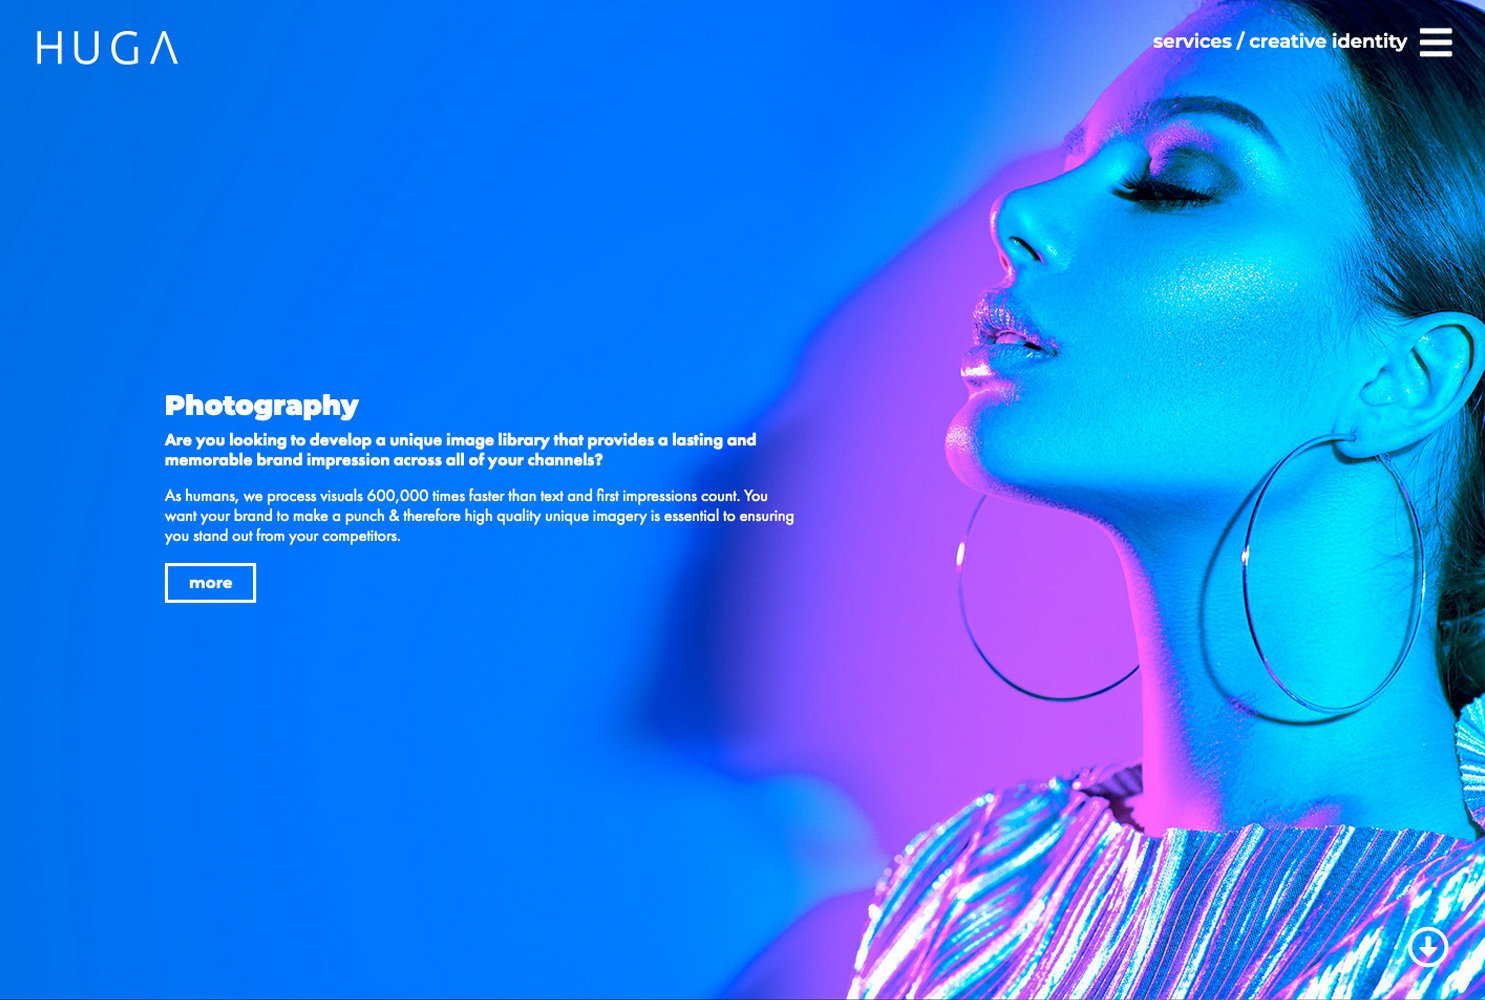 HUGA
services / creative identity
Photography
Are you looking to develop a unique image library that provides a lasting and
memorable brand impression across all of your channels?
As humans, we process visuals 600,000 times faster than text and first impressions count. You
want your brand to make a punch & therefore high quality unique imagery is essential to ensuring
you stand out from your competitors.
more